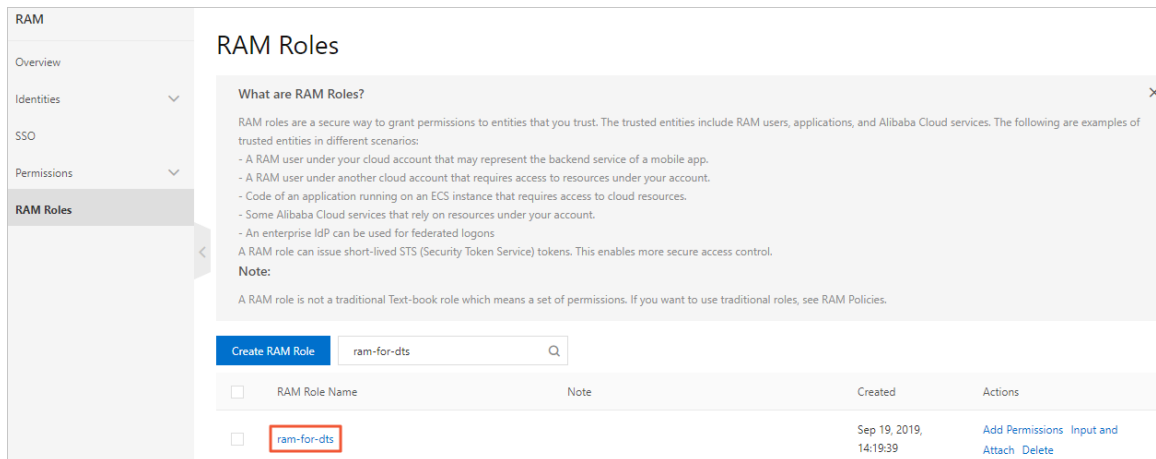 RAM
Overview
Identities
SSO
Permissions
RAM Roles
RAM Roles
What are RAM Roles?
RAM roles are a secure way to grant permissions to entities that you trust. The trusted entities include RAM users, applications, and Alibaba Cloud services. The following are examples of
trusted entities in different scenarios:
- A RAM user under your cloud account that may represent the backend service of a mobile app.
- A RAM user under another cloud account that requires access to resources under your account.
- Code of an application running on an ECS instance that requires access to cloud resources.
- Some Alibaba Cloud services that rely on resources under your account.
- An enterprise IdP can be used for federated logons
A RAM role can issue short-lived STS (Security Token Service) tokens. This enables more secure access control.
Note:
A RAM role is not a traditional Text-book role which means a set of permissions. If you want to use traditional roles, see RAM Policies.
Create RAM Role ram-for-dts
RAM Role Name Note Created Actions
ram-for-dts Sep 19, 2019, Add Permissions Input and
14:19:39 Attach Delete